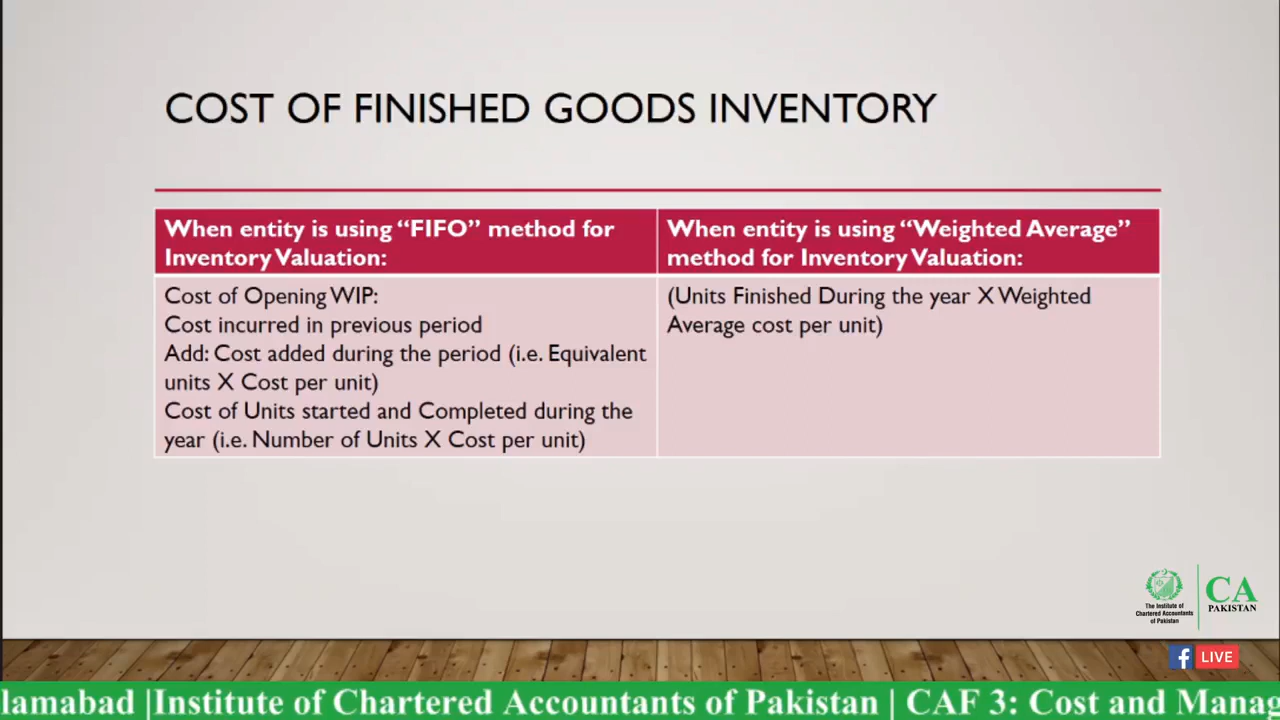 COST OF FINISHED GOODS INVENTORY
When entity is using “FIFO” method for
Inventory Valuation:
When entity is using “Weighted Average”
method for Inventory Valuation:
Cost of Opening WIP:
Cost incurred in previous period
Add: Cost added during the period (i.e. Equivalent
units X Cost per unit)
Cost of Units started and Completed during the
year (i.e. Number of Units X Cost per unit)
(Units Finished During the year X Weighted
Average cost per unit)
The Institute of
Chartered Accountants
of Pakistan
CA
PAKISTAN
f LIVE
lamabad |Institute of Chartered Accountants of Pakistan | CAF 3: Cost and Manag